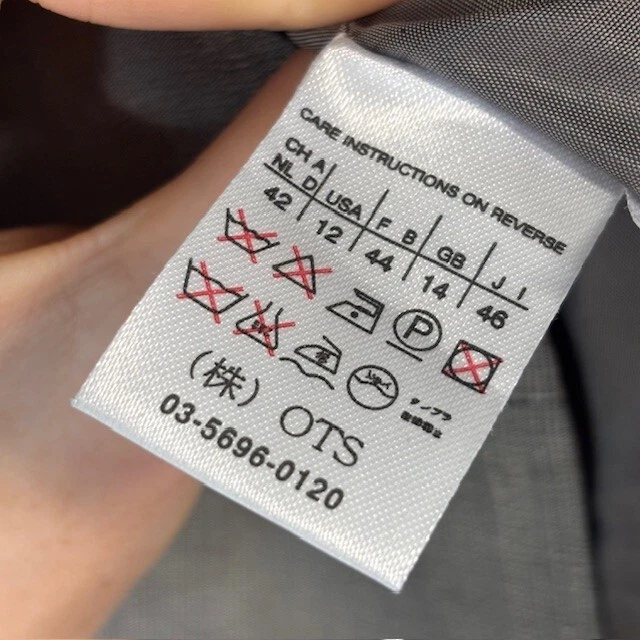 CARE INSTRUCTIONS ON REVERSE
CH A
NL D USA F B GB J I
42 12 44 14 46
P
(株) OTS
03-5696-0120